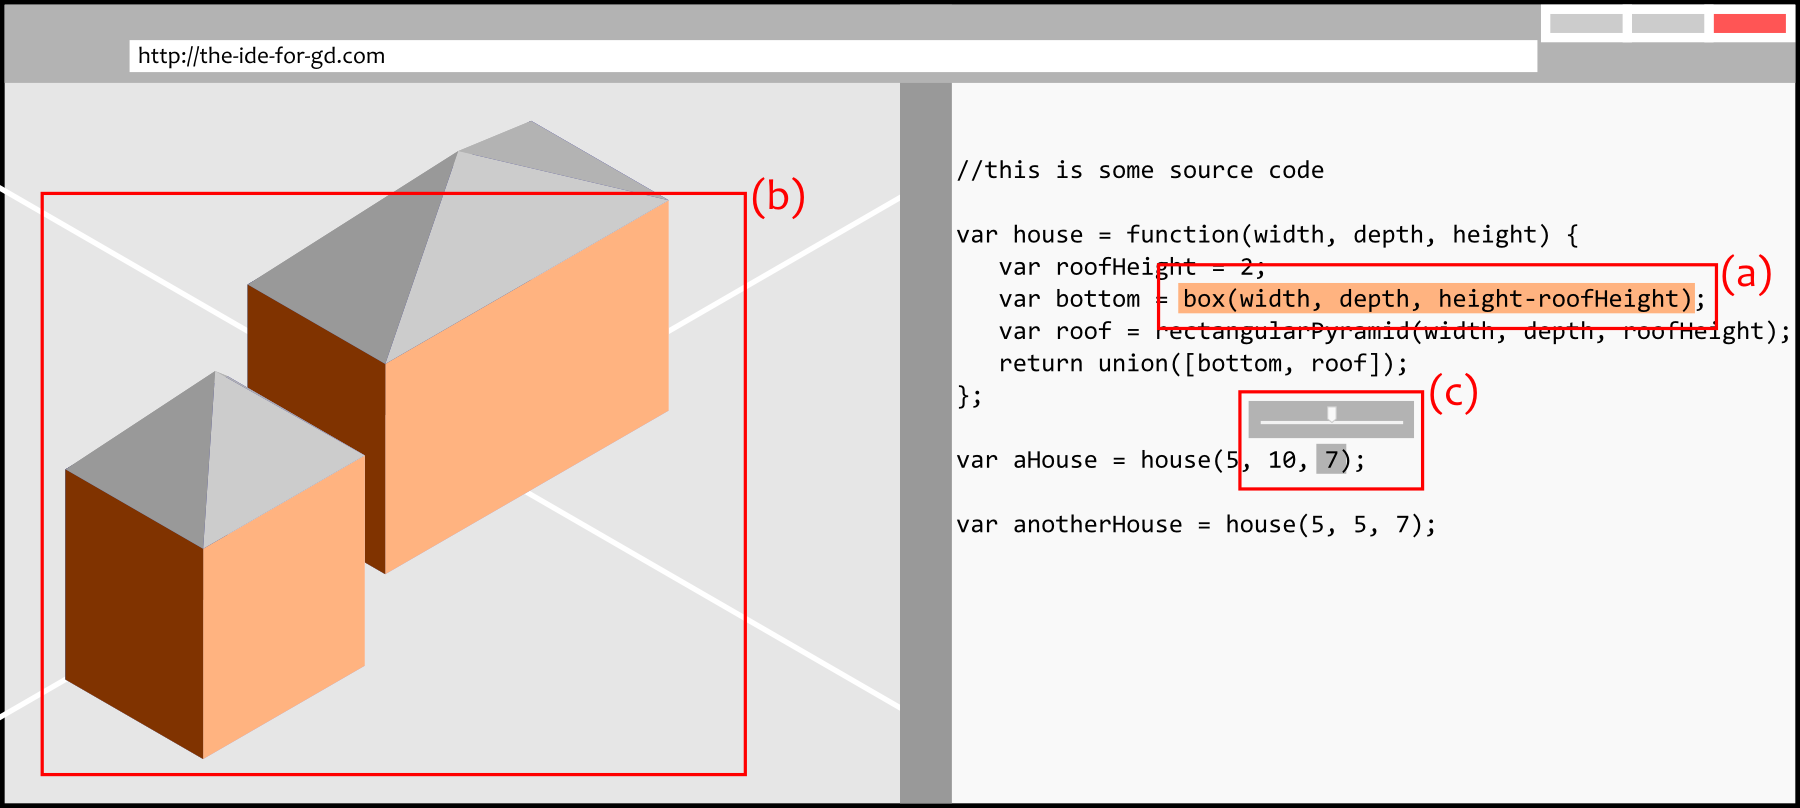 http://the-ide-for-gd.com
(b)
//this is some source code
var house = function(width, depth, height) {
var roofHeight = 2;
(a)
var bottom = box(width, depth, height-roofHeight);
var roof = rectangularPyramid(width, depth, roofHeight);
return union([bottom, roof]);
};
(c)
var aHouse = house(5, 10, 7);
var anotherHouse = house(5, 5, 7);